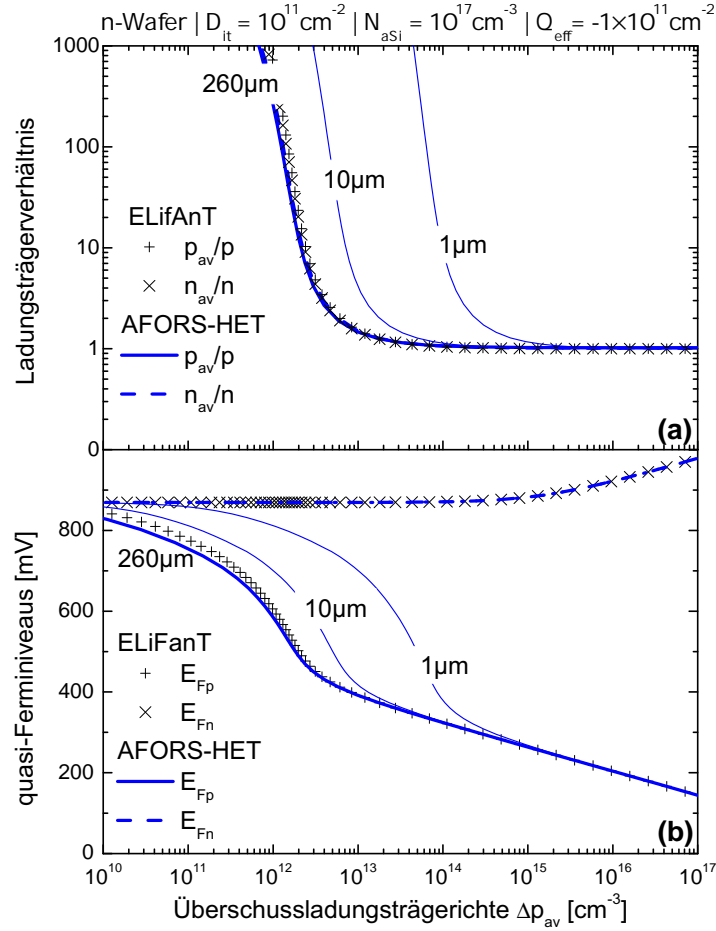 n-Wafer | D_it = 10^11 cm^-2 | N_aSi = 10^17 cm^-3 | Q_eff = -1×10^11 cm^-2
1000
100
10
1
0
Ladungsträgerverhältnis
260µm
10µm
1µm
ELifAnT
+ p_av/p
× n_av/n
AFORS-HET
p_av/p
n_av/n
(a)
800
600
400
200
0
quasi-Ferminiveaus [mV]
260µm
10µm
1µm
ELiFanT
+ E_Fp
× E_Fn
AFORS-HET
E_Fp
E_Fn
(b)
10^10 10^11 10^12 10^13 10^14 10^15 10^16 10^17
Überschussladungsträgerichte Δp_av [cm^-3]